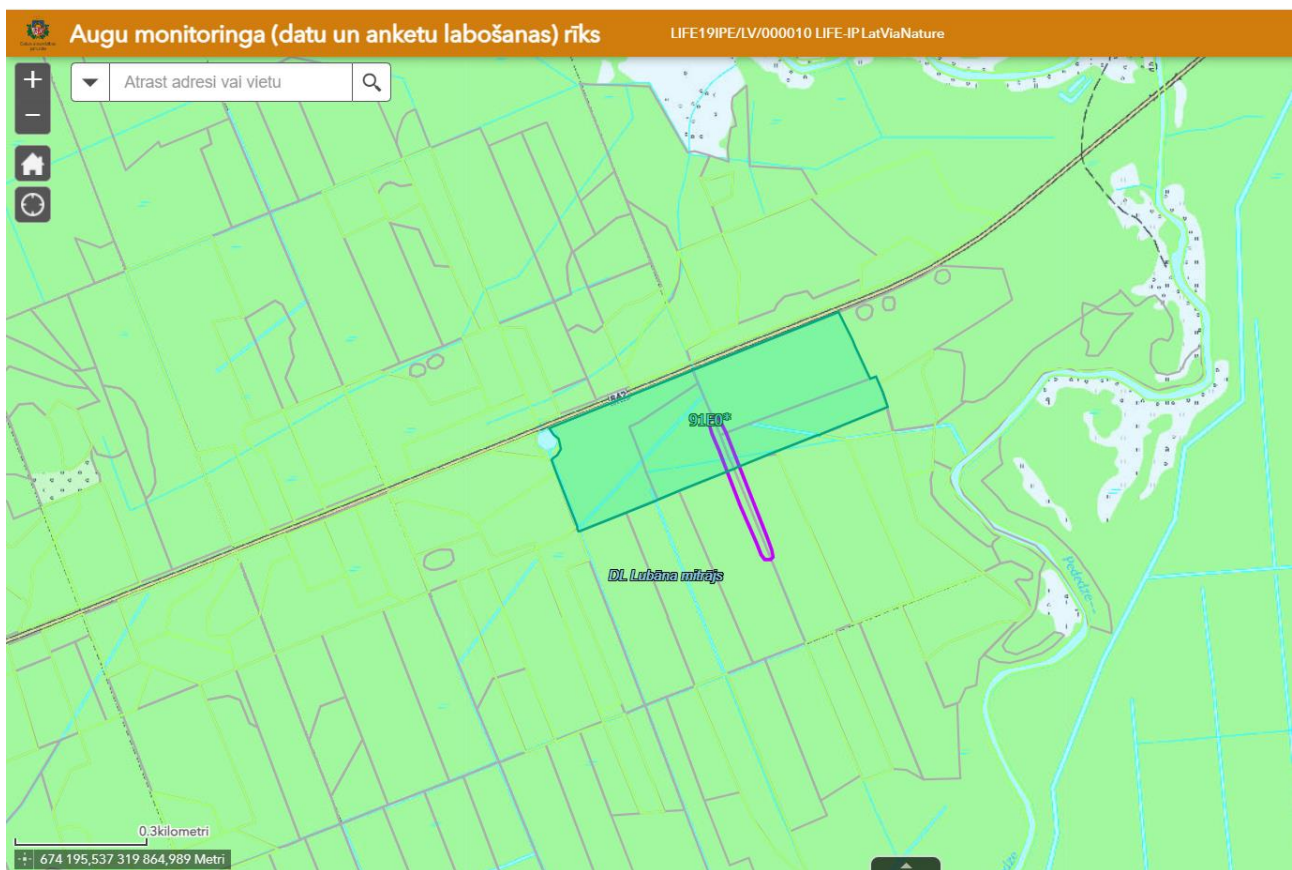 Augu monitoringa (datu un anketu labošanas) rīks
LIFE19IPE/LV/000010 LIFE-IP LatViaNature
Atrast adresi vai vietu
91E0*
DL Lubāna mitrājs
Pededze
0.3kilometri
674 195,537 319 864,989 Metri